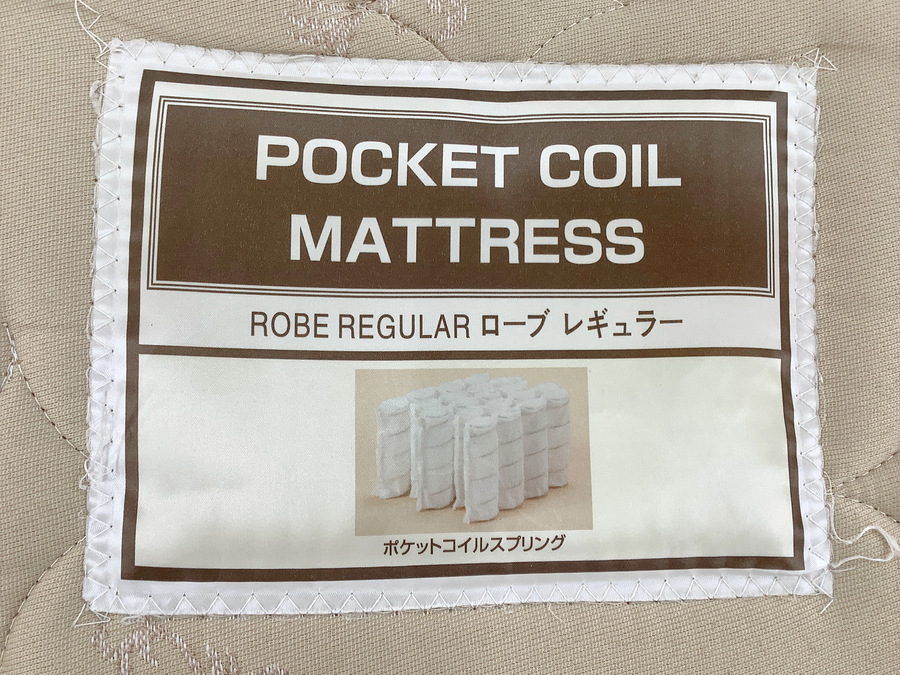 POCKET COIL
MATTRESS
ROBE REGULAR ローブ レギュラー
ポケットコイルスプリング